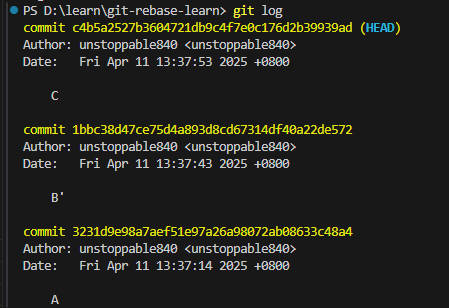 PS D:\learn\git-rebase-learn> git log
commit c4b5a2527b3604721db9c4f7e0c176d2b39939ad (HEAD)
Author: unstoppable840 <unstoppable840>
Date:   Fri Apr 11 13:37:53 2025 +0800
C
commit 1bbc38d47ce75d4a893d8cd67314df40a22de572
Author: unstoppable840 <unstoppable840>
Date:   Fri Apr 11 13:37:43 2025 +0800
B'
commit 3231d9e98a7aef51e97a26a98072ab08633c48a4
Author: unstoppable840 <unstoppable840>
Date:   Fri Apr 11 13:37:14 2025 +0800
A